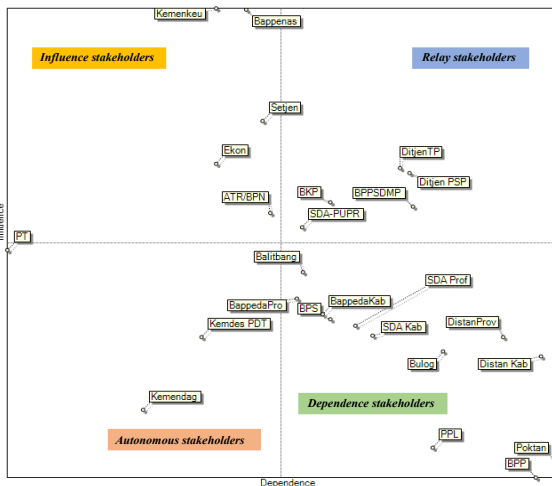 Kemenkeu
Bappenas
Influence stakeholders
Relay stakeholders
Setjen
Ekon
DitjenTP
Ditjen PSP
ATR/BPN
BKP
BPPSDMP
SDA-PUPR
PT
Influence
Balitbang
SDA Prof
BappedaPro
BPS
BappedaKab
Kemdes PDT
SDA Kab
DistanProv
Bulog
Distan Kab
Kemendag
Dependence stakeholders
Autonomous stakeholders
PPL
Poktan
BPP
Dependence